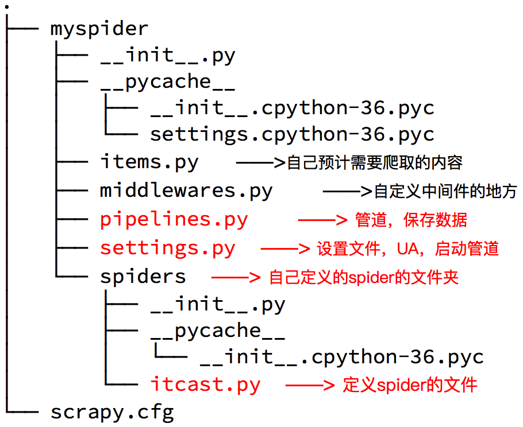 .
├── myspider
├── __init__.py
├── __pycache__
├── __init__.cpython-36.pyc
└── settings.cpython-36.pyc
├── items.py ——>自己预计需要爬取的内容
├── middlewares.py ——>自定义中间件的地方
├── pipelines.py ——> 管道，保存数据
├── settings.py ——> 设置文件，UA，启动管道
└── spiders ——> 自己定义的spider的文件夹
├── __init__.py
├── __pycache__
└── __init__.cpython-36.pyc
└── itcast.py ——> 定义spider的文件
└── scrapy.cfg